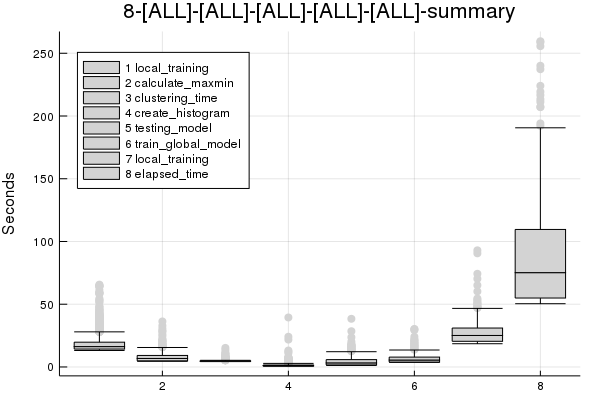 8-[ALL]-[ALL]-[ALL]-[ALL]-[ALL]-summary
250
200
150
100
50
0
Seconds
1 local_training
2 calculate_maxmin
3 clustering_time
4 create_histogram
5 testing_model
6 train_global_model
7 local_training
8 elapsed_time
2 4 6 8